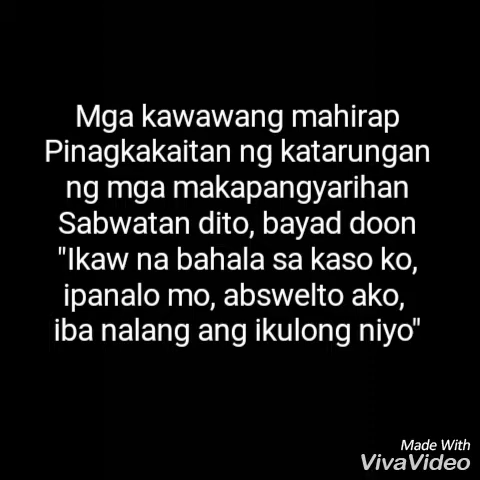 Mga kawawang mahirap
Pinagkakaitan ng katarungan
ng mga makapangyarihan
Sabwatan dito, bayad doon
"Ikaw na bahala sa kaso ko,
ipanalo mo, abswelto ako,
iba nalang ang ikulong niyo"
Made With
VivaVideo